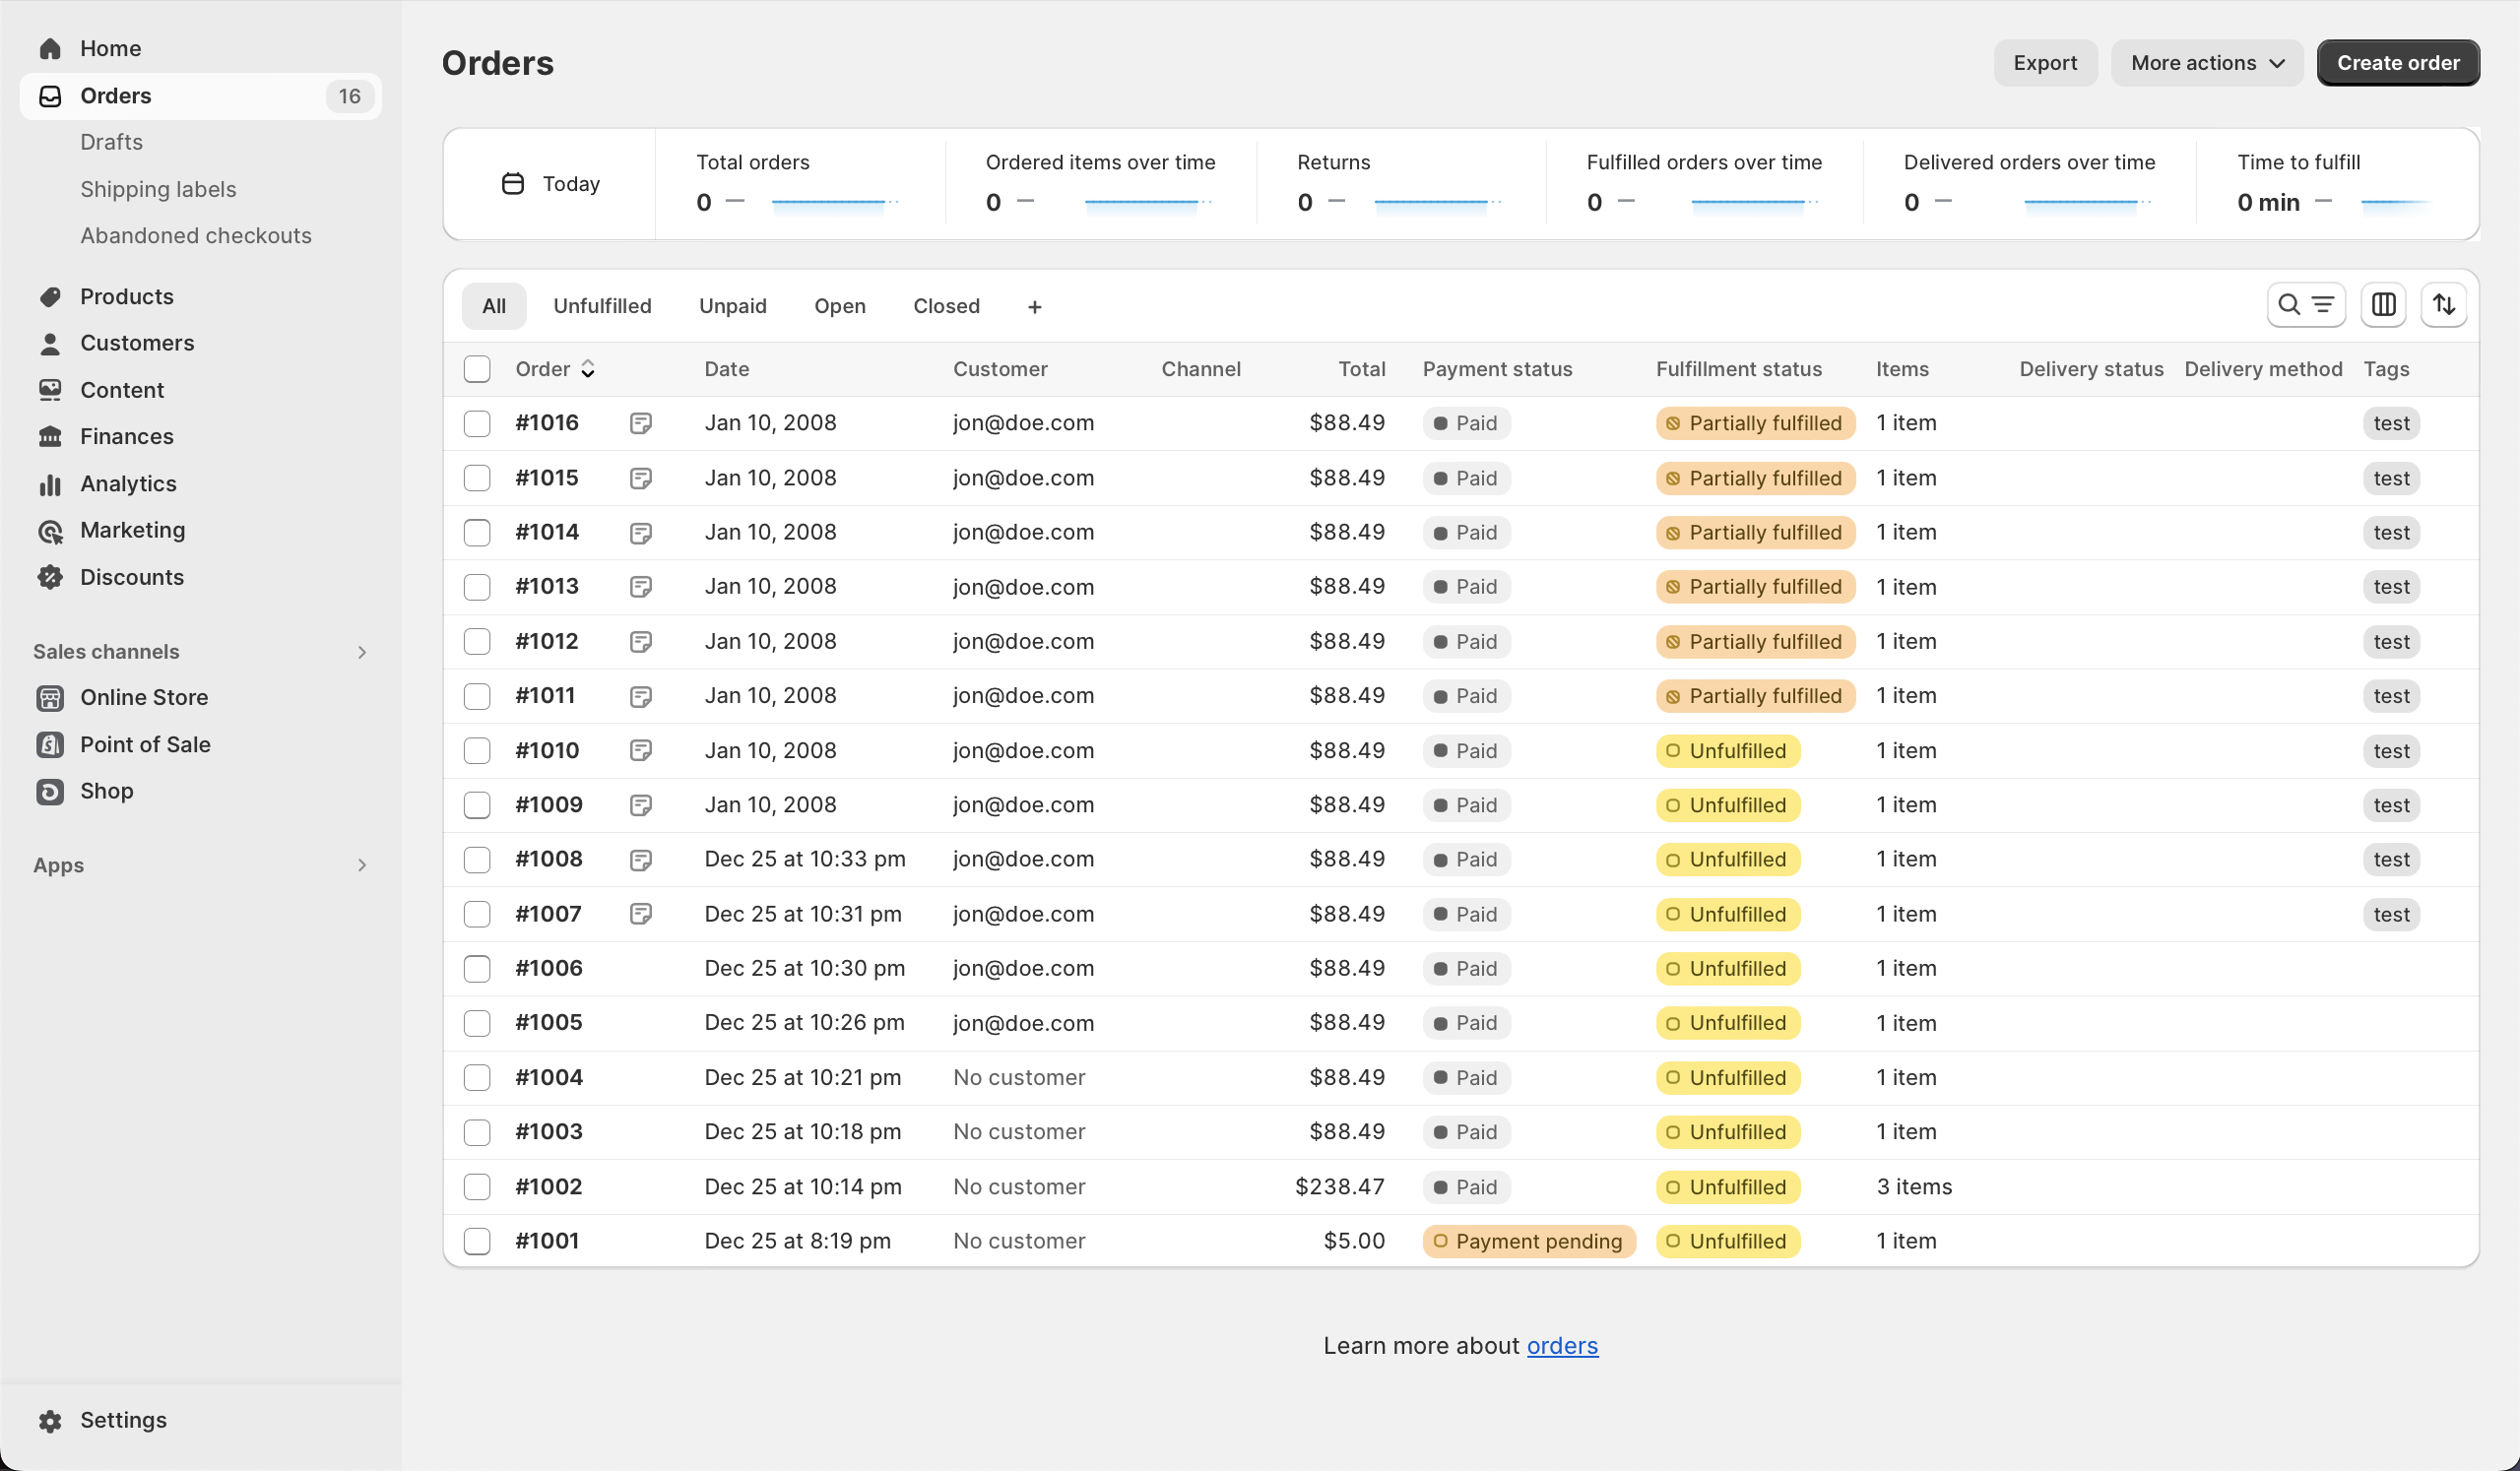 Home
Orders 16
Drafts
Shipping labels
Abandoned checkouts
Products
Customers
Content
Finances
Analytics
Marketing
Discounts
Sales channels
Online Store
Point of Sale
Shop
Apps
Settings
Orders
Export More actions Create order
Today
Total orders
0 —
Ordered items over time
0 —
Returns
0 —
Fulfilled orders over time
0 —
Delivered orders over time
0 —
Time to fulfill
0 min —
All Unfulfilled Unpaid Open Closed +
Order Date Customer Channel Total Payment status Fulfillment status Items Delivery status Delivery method Tags
#1016 Jan 10, 2008 jon@doe.com $88.49 Paid Partially fulfilled 1 item test
#1015 Jan 10, 2008 jon@doe.com $88.49 Paid Partially fulfilled 1 item test
#1014 Jan 10, 2008 jon@doe.com $88.49 Paid Partially fulfilled 1 item test
#1013 Jan 10, 2008 jon@doe.com $88.49 Paid Partially fulfilled 1 item test
#1012 Jan 10, 2008 jon@doe.com $88.49 Paid Partially fulfilled 1 item test
#1011 Jan 10, 2008 jon@doe.com $88.49 Paid Partially fulfilled 1 item test
#1010 Jan 10, 2008 jon@doe.com $88.49 Paid Unfulfilled 1 item test
#1009 Jan 10, 2008 jon@doe.com $88.49 Paid Unfulfilled 1 item test
#1008 Dec 25 at 10:33 pm jon@doe.com $88.49 Paid Unfulfilled 1 item test
#1007 Dec 25 at 10:31 pm jon@doe.com $88.49 Paid Unfulfilled 1 item test
#1006 Dec 25 at 10:30 pm jon@doe.com $88.49 Paid Unfulfilled 1 item
#1005 Dec 25 at 10:26 pm jon@doe.com $88.49 Paid Unfulfilled 1 item
#1004 Dec 25 at 10:21 pm No customer $88.49 Paid Unfulfilled 1 item
#1003 Dec 25 at 10:18 pm No customer $88.49 Paid Unfulfilled 1 item
#1002 Dec 25 at 10:14 pm No customer $238.47 Paid Unfulfilled 3 items
#1001 Dec 25 at 8:19 pm No customer $5.00 Payment pending Unfulfilled 1 item
Learn more about orders